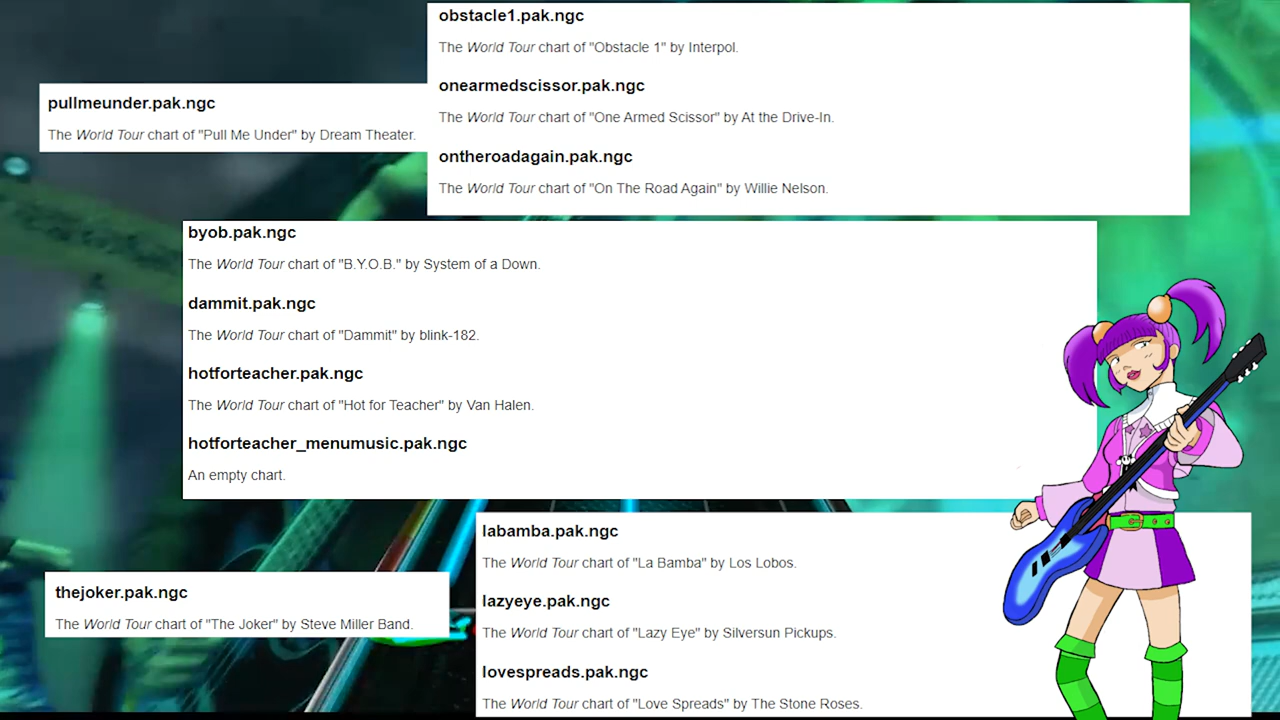 obstacle1.pak.ngc
The World Tour chart of "Obstacle 1" by Interpol.
onearmedscissor.pak.ngc
The World Tour chart of "One Armed Scissor" by At the Drive-In.
ontheroadagain.pak.ngc
The World Tour chart of "On The Road Again" by Willie Nelson.
pullmeunder.pak.ngc
The World Tour chart of "Pull Me Under" by Dream Theater.
byob.pak.ngc
The World Tour chart of "B.Y.O.B." by System of a Down.
dammit.pak.ngc
The World Tour chart of "Dammit" by blink-182.
hotforteacher.pak.ngc
The World Tour chart of "Hot for Teacher" by Van Halen.
hotforteacher_menumusic.pak.ngc
An empty chart.
thejoker.pak.ngc
The World Tour chart of "The Joker" by Steve Miller Band.
labamba.pak.ngc
The World Tour chart of "La Bamba" by Los Lobos.
lazyeye.pak.ngc
The World Tour chart of "Lazy Eye" by Silversun Pickups.
lovespreads.pak.ngc
The World Tour chart of "Love Spreads" by The Stone Roses.